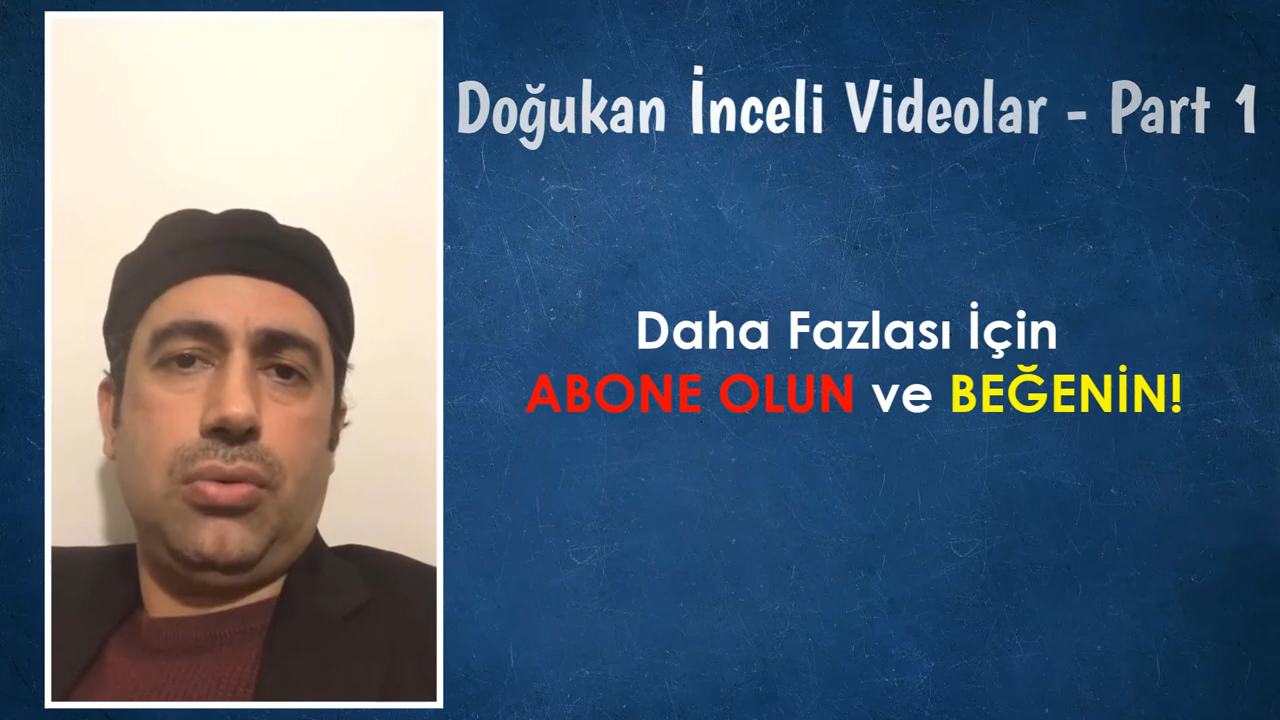 Doğukan İnceli Videolar - Part 1
Daha Fazlası İçin
ABONE OLUN ve BEĞENİN!